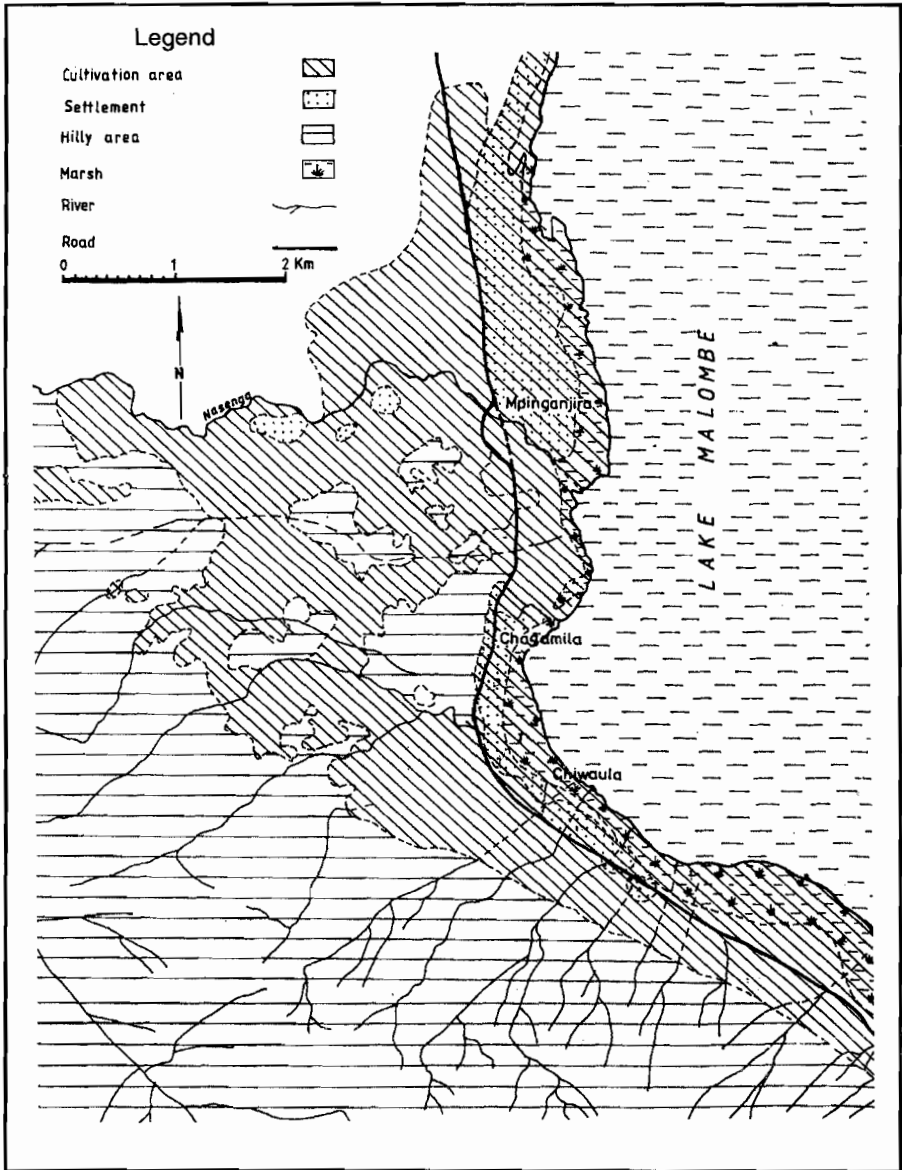 Legend
Cultivation area
Settlement
Hilly area
Marsh
River
Road
0 1 2 Km
N
Nasenga
Mpinganjira
LAKE MALOMBE
Chagamila
Chiwaula